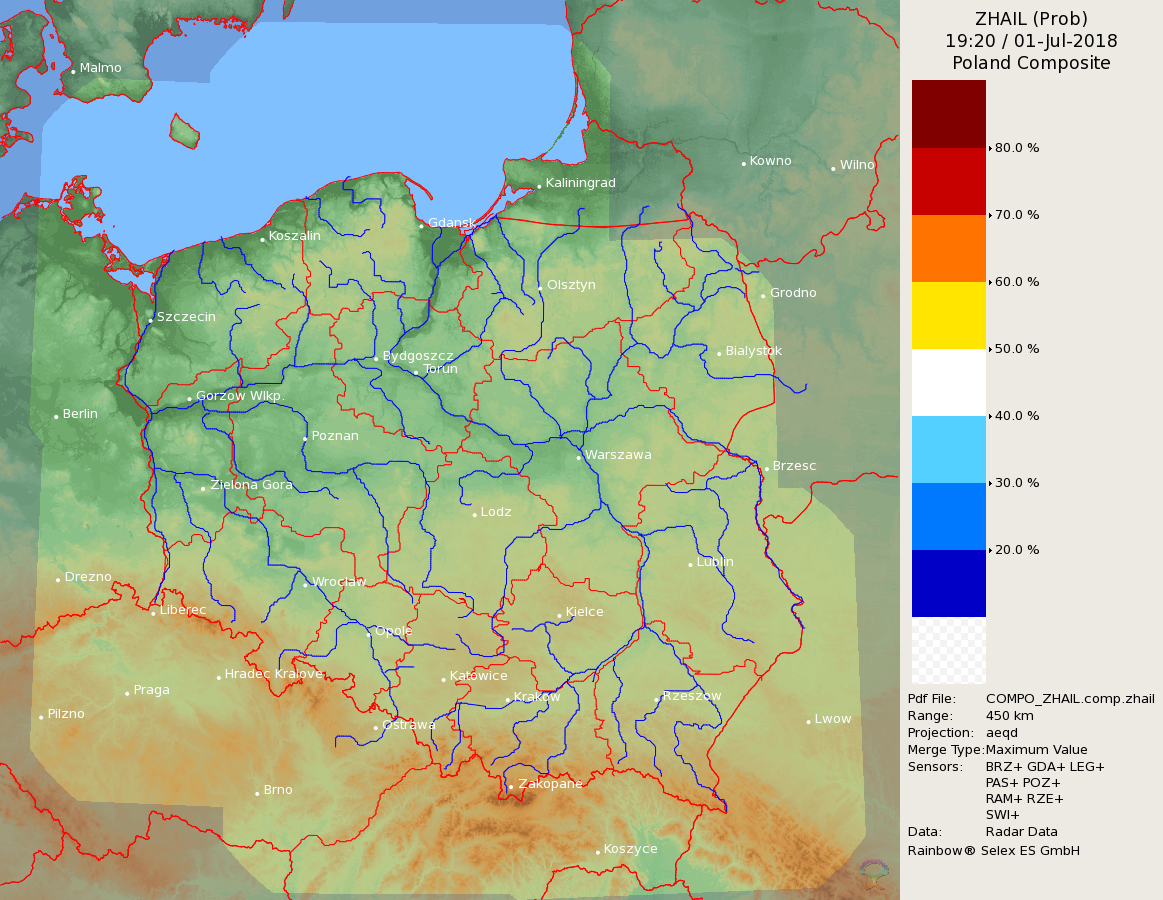 ZHAIL (Prob)
19:20 / 01-Jul-2018
Poland Composite
80.0 %
70.0 %
60.0 %
50.0 %
40.0 %
30.0 %
20.0 %
Pdf File: COMPO_ZHAIL.comp.zhail
Range: 450 km
Projection: aeqd
Merge Type: Maximum Value
Sensors: BRZ+ GDA+ LEG+
PAS+ POZ+
RAM+ RZE+
SWI+
Data: Radar Data
Rainbow® Selex ES GmbH
Malmo
Kowno
Wilno
Kaliningrad
Gdansk
Koszalin
Olsztyn
Grodno
Szczecin
Bialystok
Bydgoszcz
Torun
Gorzow Wlkp.
Berlin
Poznan
Warszawa
Brzesc
Zielona Gora
Lodz
Lublin
Drezno
Wroclaw
Liberec
Kielce
Opole
Hradec Kralove
Katowice
Praga
Krakow
Rzeszow
Pilzno
Lwow
Ostrawa
Zakopane
Brno
Koszyce